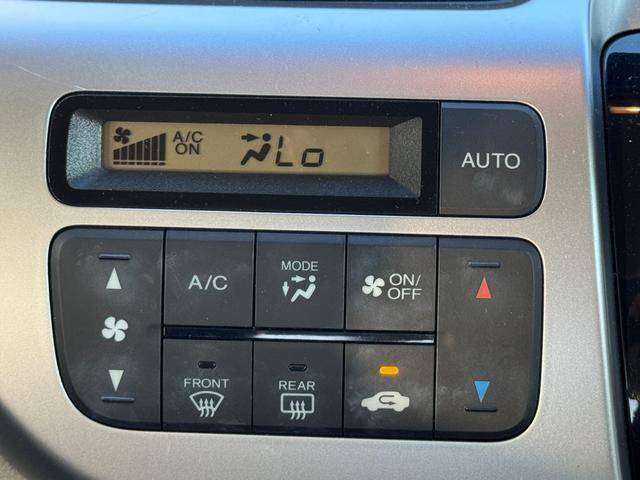 A/C
ON
Lo
AUTO
A/C
MODE
ON/
OFF
FRONT
REAR